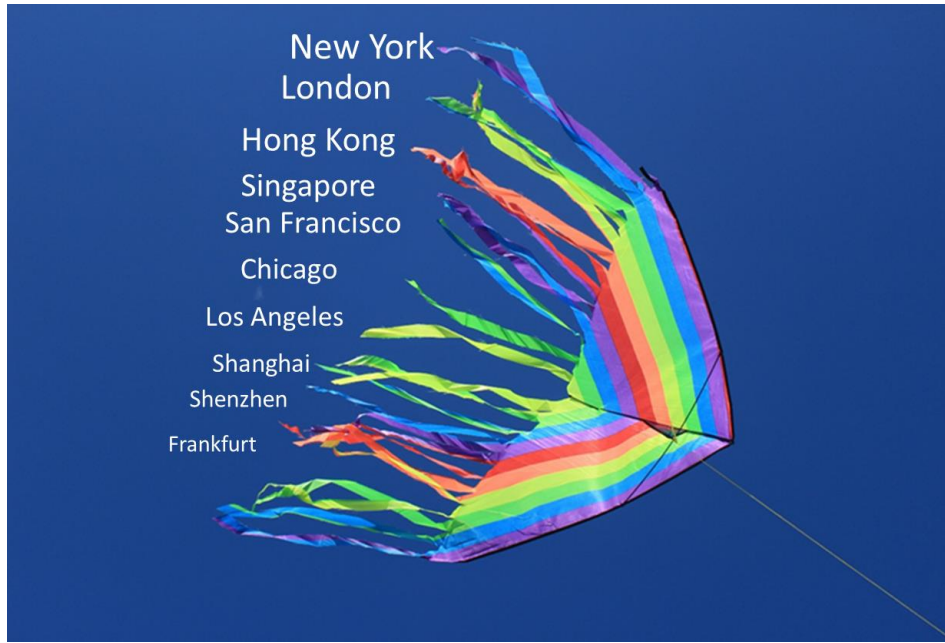 New York
London
Hong Kong
Singapore
San Francisco
Chicago
Los Angeles
Shanghai
Shenzhen
Frankfurt